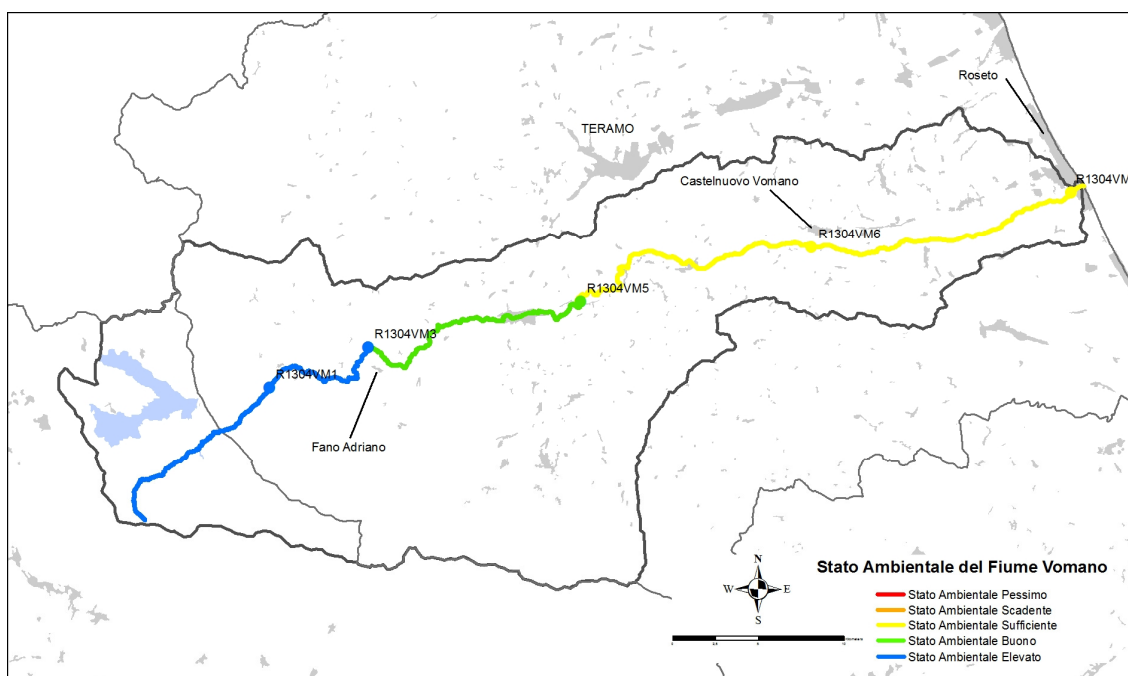 Roseto
TERAMO
Castelnuovo Vomano
R1304VM
R1304VM6
R1304VM5
R1304VM3
R1304VM1
Fano Adriano
N
W E
S
Stato Ambientale del Fiume Vomano
Stato Ambientale Pessimo
Stato Ambientale Scadente
Stato Ambientale Sufficiente
Stato Ambientale Buono
Stato Ambientale Elevato